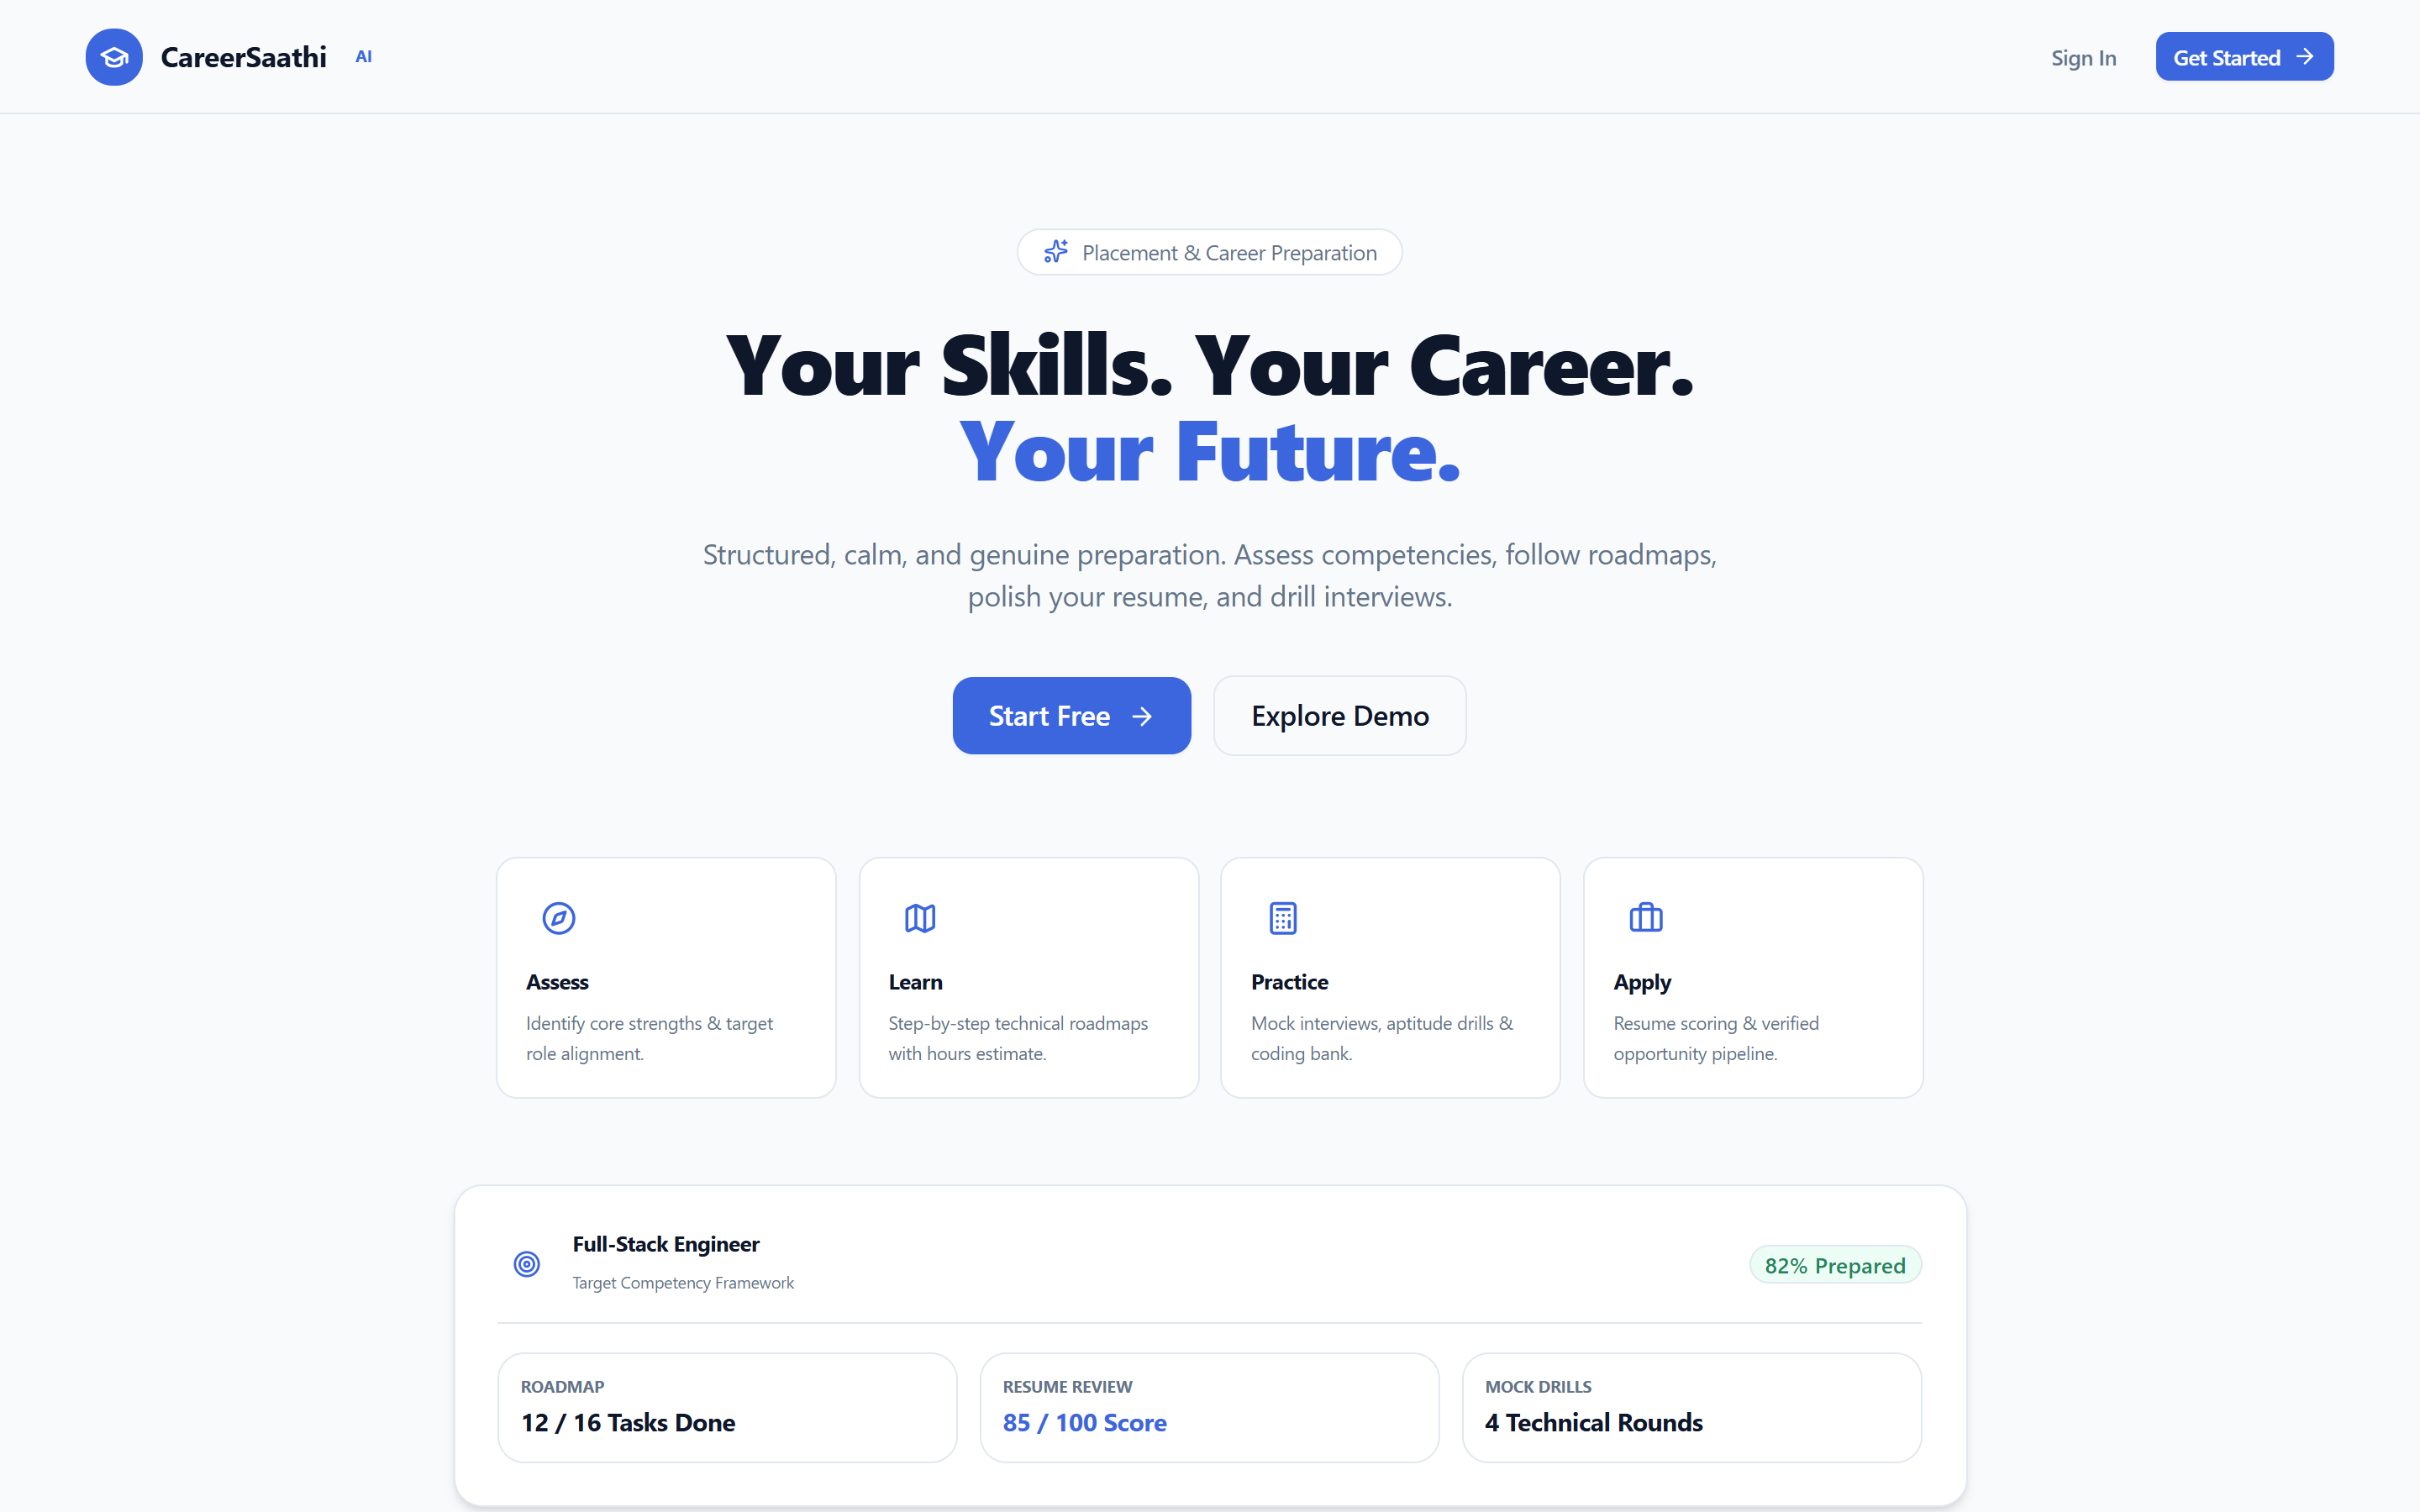 CareerSaathi AI
Sign In
Get Started
Placement & Career Preparation
Your Skills. Your Career.
Your Future.
Structured, calm, and genuine preparation. Assess competencies, follow roadmaps,
polish your resume, and drill interviews.
Start Free
Explore Demo
Assess
Identify core strengths & target
role alignment.
Learn
Step-by-step technical roadmaps
with hours estimate.
Practice
Mock interviews, aptitude drills &
coding bank.
Apply
Resume scoring & verified
opportunity pipeline.
Full-Stack Engineer
Target Competency Framework
82% Prepared
ROADMAP
12 / 16 Tasks Done
RESUME REVIEW
85 / 100 Score
MOCK DRILLS
4 Technical Rounds